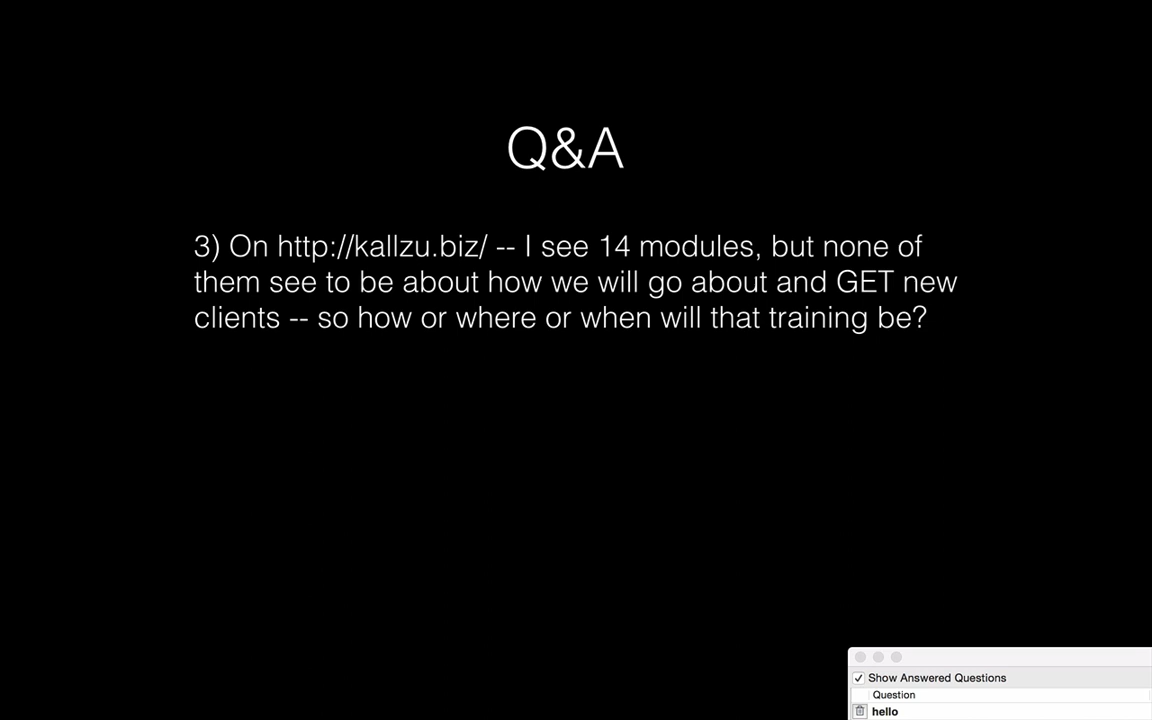 Q&A
3) On http://kallzu.biz/ -- I see 14 modules, but none of
them see to be about how we will go about and GET new
clients -- so how or where or when will that training be?
Show Answered Questions
Question
hello